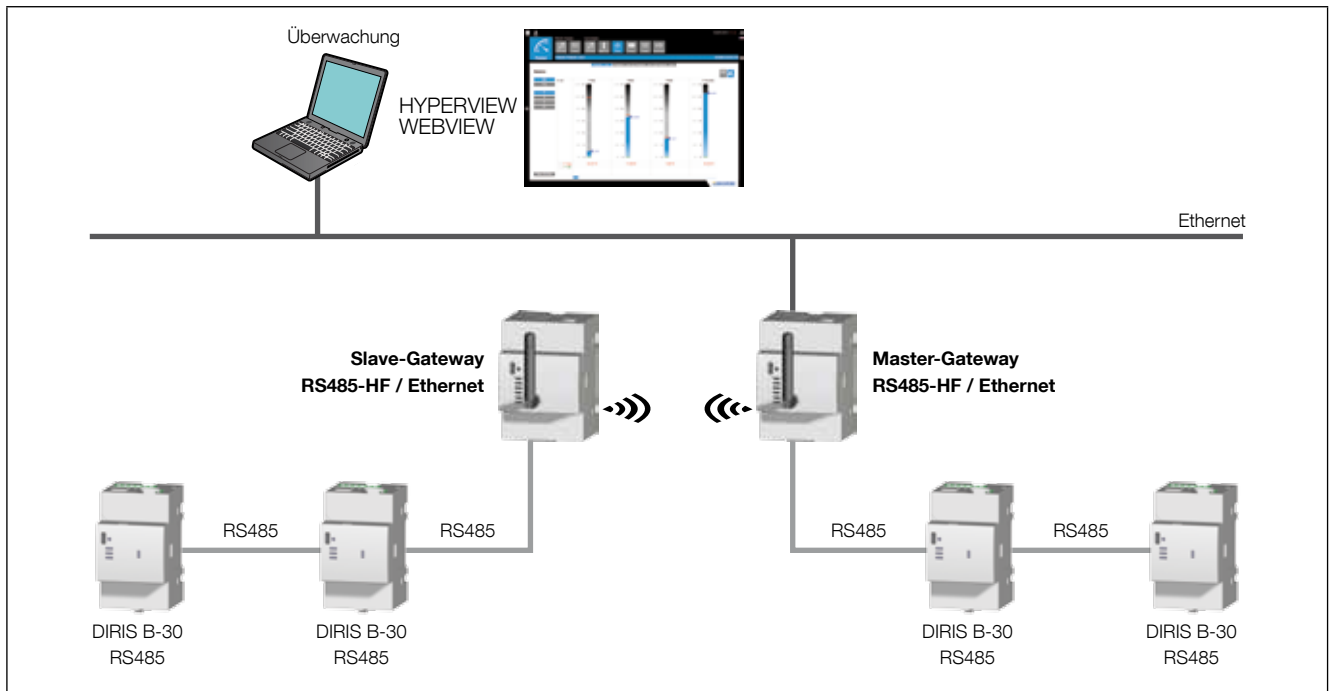 Überwachung
HYPERVIEW
WEBVIEW
Ethernet
Slave-Gateway
RS485-HF / Ethernet
Master-Gateway
RS485-HF / Ethernet
RS485
RS485
RS485
RS485
DIRIS B-30
RS485
DIRIS B-30
RS485
DIRIS B-30
RS485
DIRIS B-30
RS485